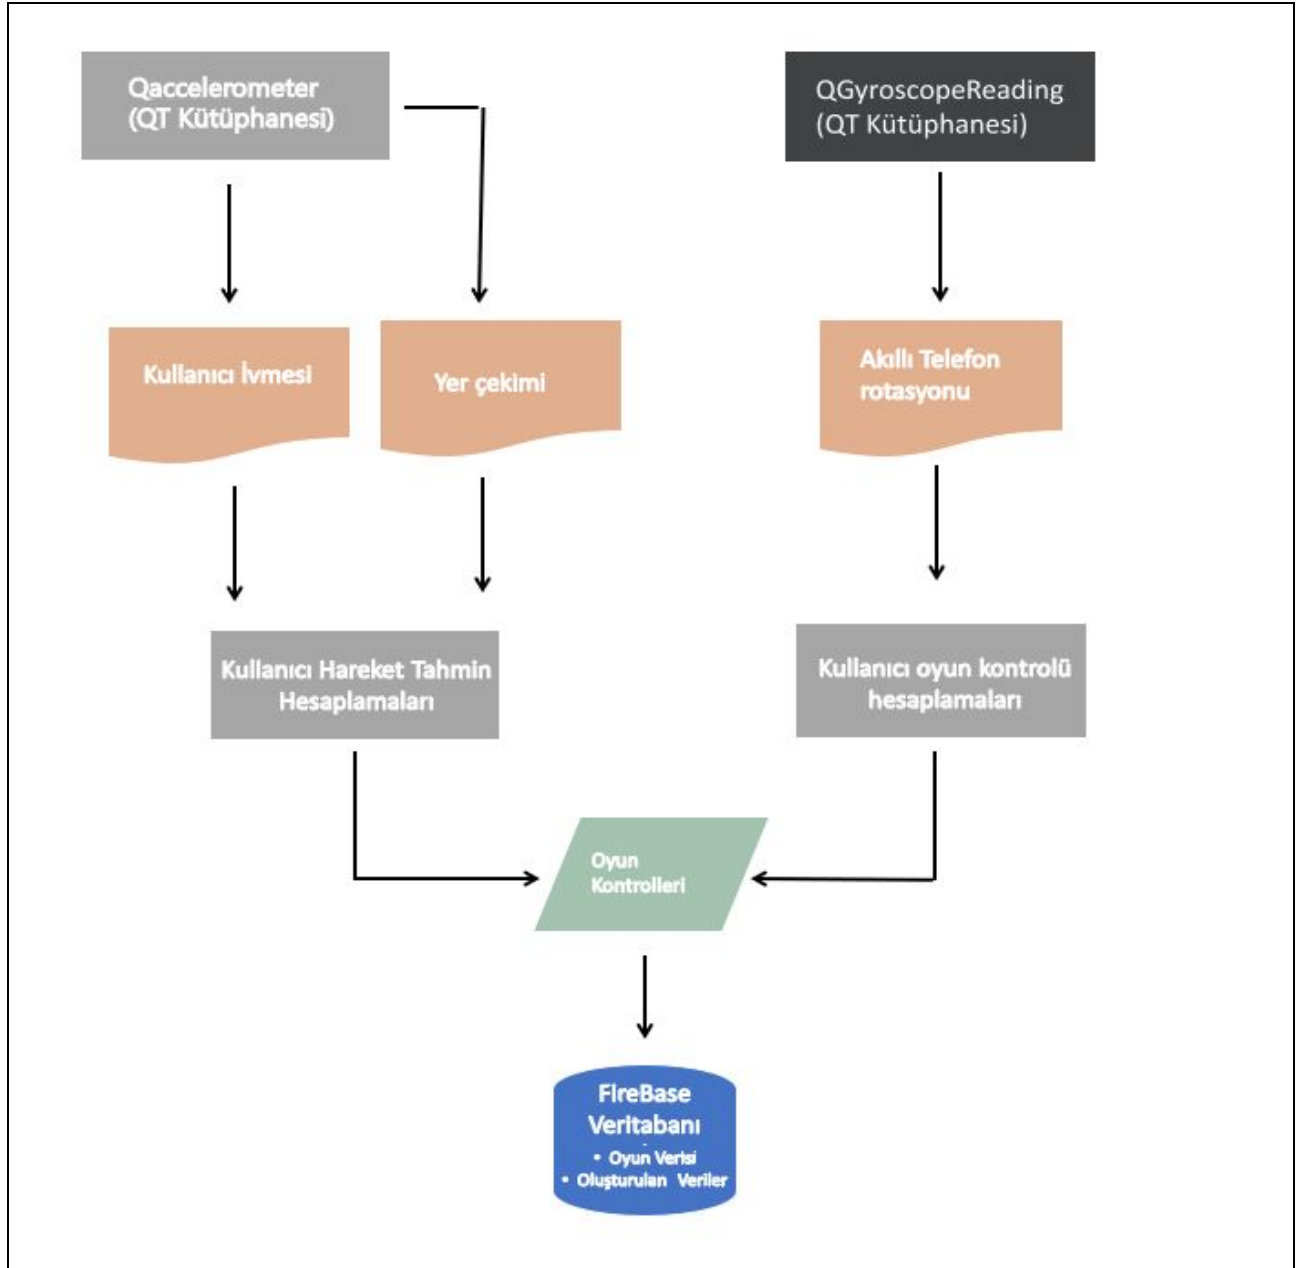 Qaccelerometer
(QT Kütüphanesi)
QGyroscopeReading
(QT Kütüphanesi)
Kullanıcı İvmesi
Yer çekimi
Akıllı Telefon
rotasyonu
Kullanıcı Hareket Tahmin
Hesaplamaları
Kullanıcı oyun kontrolü
hesaplamaları
Oyun
Kontrolleri
FireBase
Veritabanı
• Oyun Verisi
• Oluşturulan Veriler